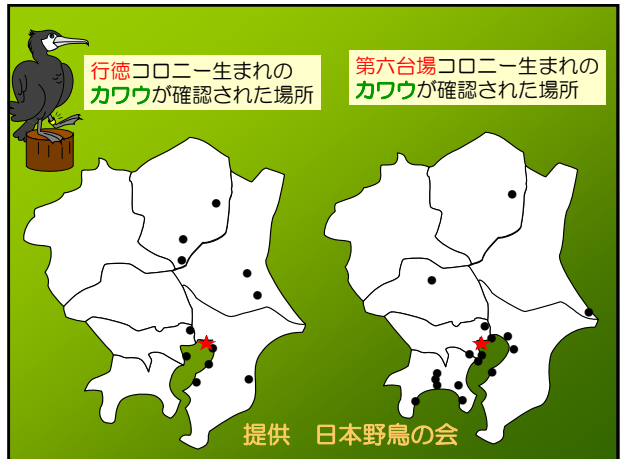 行徳コロニー生まれの
カワウが確認された場所
第六台場コロニー生まれの
カワウが確認された場所
提供　日本野鳥の会